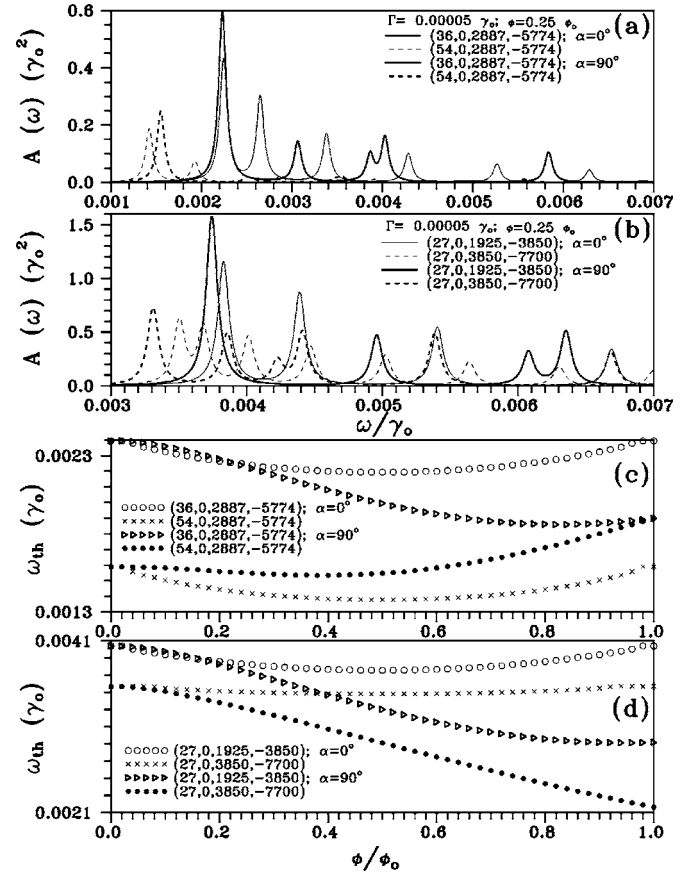 0.6
0.4
0.2
0.0
A (ω) (γ₀²)
Γ= 0.00005 γ₀; ϕ=0.25 ϕ₀
(a)
(36,0,2887,-5774); α=0°
(54,0,2887,-5774)
(36,0,2887,-5774); α=90°
(54,0,2887,-5774)
0.001 0.002 0.003 0.004 0.005 0.006 0.007
1.5
1.0
0.5
0.0
A (ω) (γ₀²)
Γ= 0.00005 γ₀; ϕ=0.25 ϕ₀
(b)
(27,0,1925,-3850); α=0°
(27,0,3850,-7700)
(27,0,1925,-3850); α=90°
(27,0,3850,-7700)
0.003 0.004 0.005 0.006 0.007
ω/γ₀
0.0023
0.0013
ω_th (γ₀)
(c)
(36,0,2887,-5774); α=0°
(54,0,2887,-5774)
(36,0,2887,-5774); α=90°
(54,0,2887,-5774)
0.0 0.2 0.4 0.6 0.8 1.0
0.0041
0.0021
ω_th (γ₀)
(d)
(27,0,1925,-3850); α=0°
(27,0,3850,-7700)
(27,0,1925,-3850); α=90°
(27,0,3850,-7700)
0.0 0.2 0.4 0.6 0.8 1.0
ϕ/ϕ₀